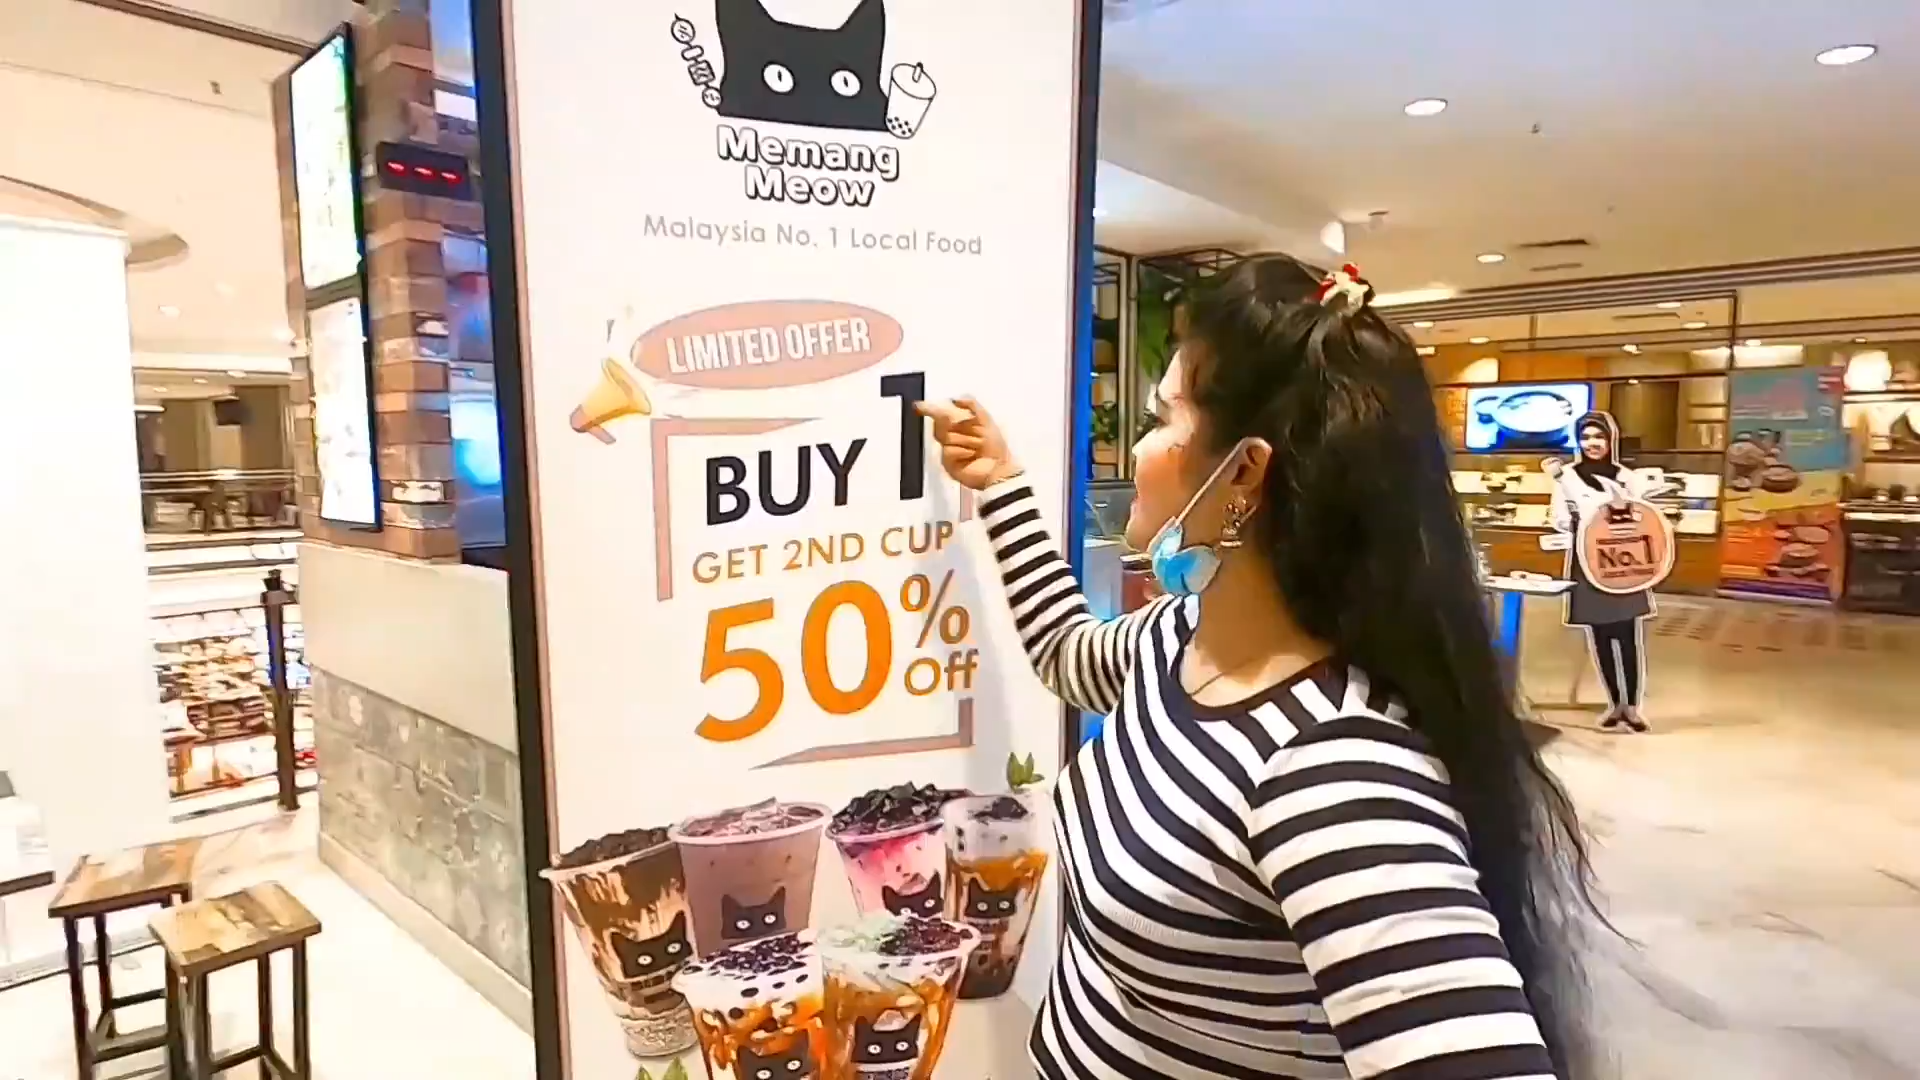 Memang
Meow
Malaysia No. 1 Local Food
LIMITED OFFER
BUY 1
GET 2ND CUP
50%
Off
No.1